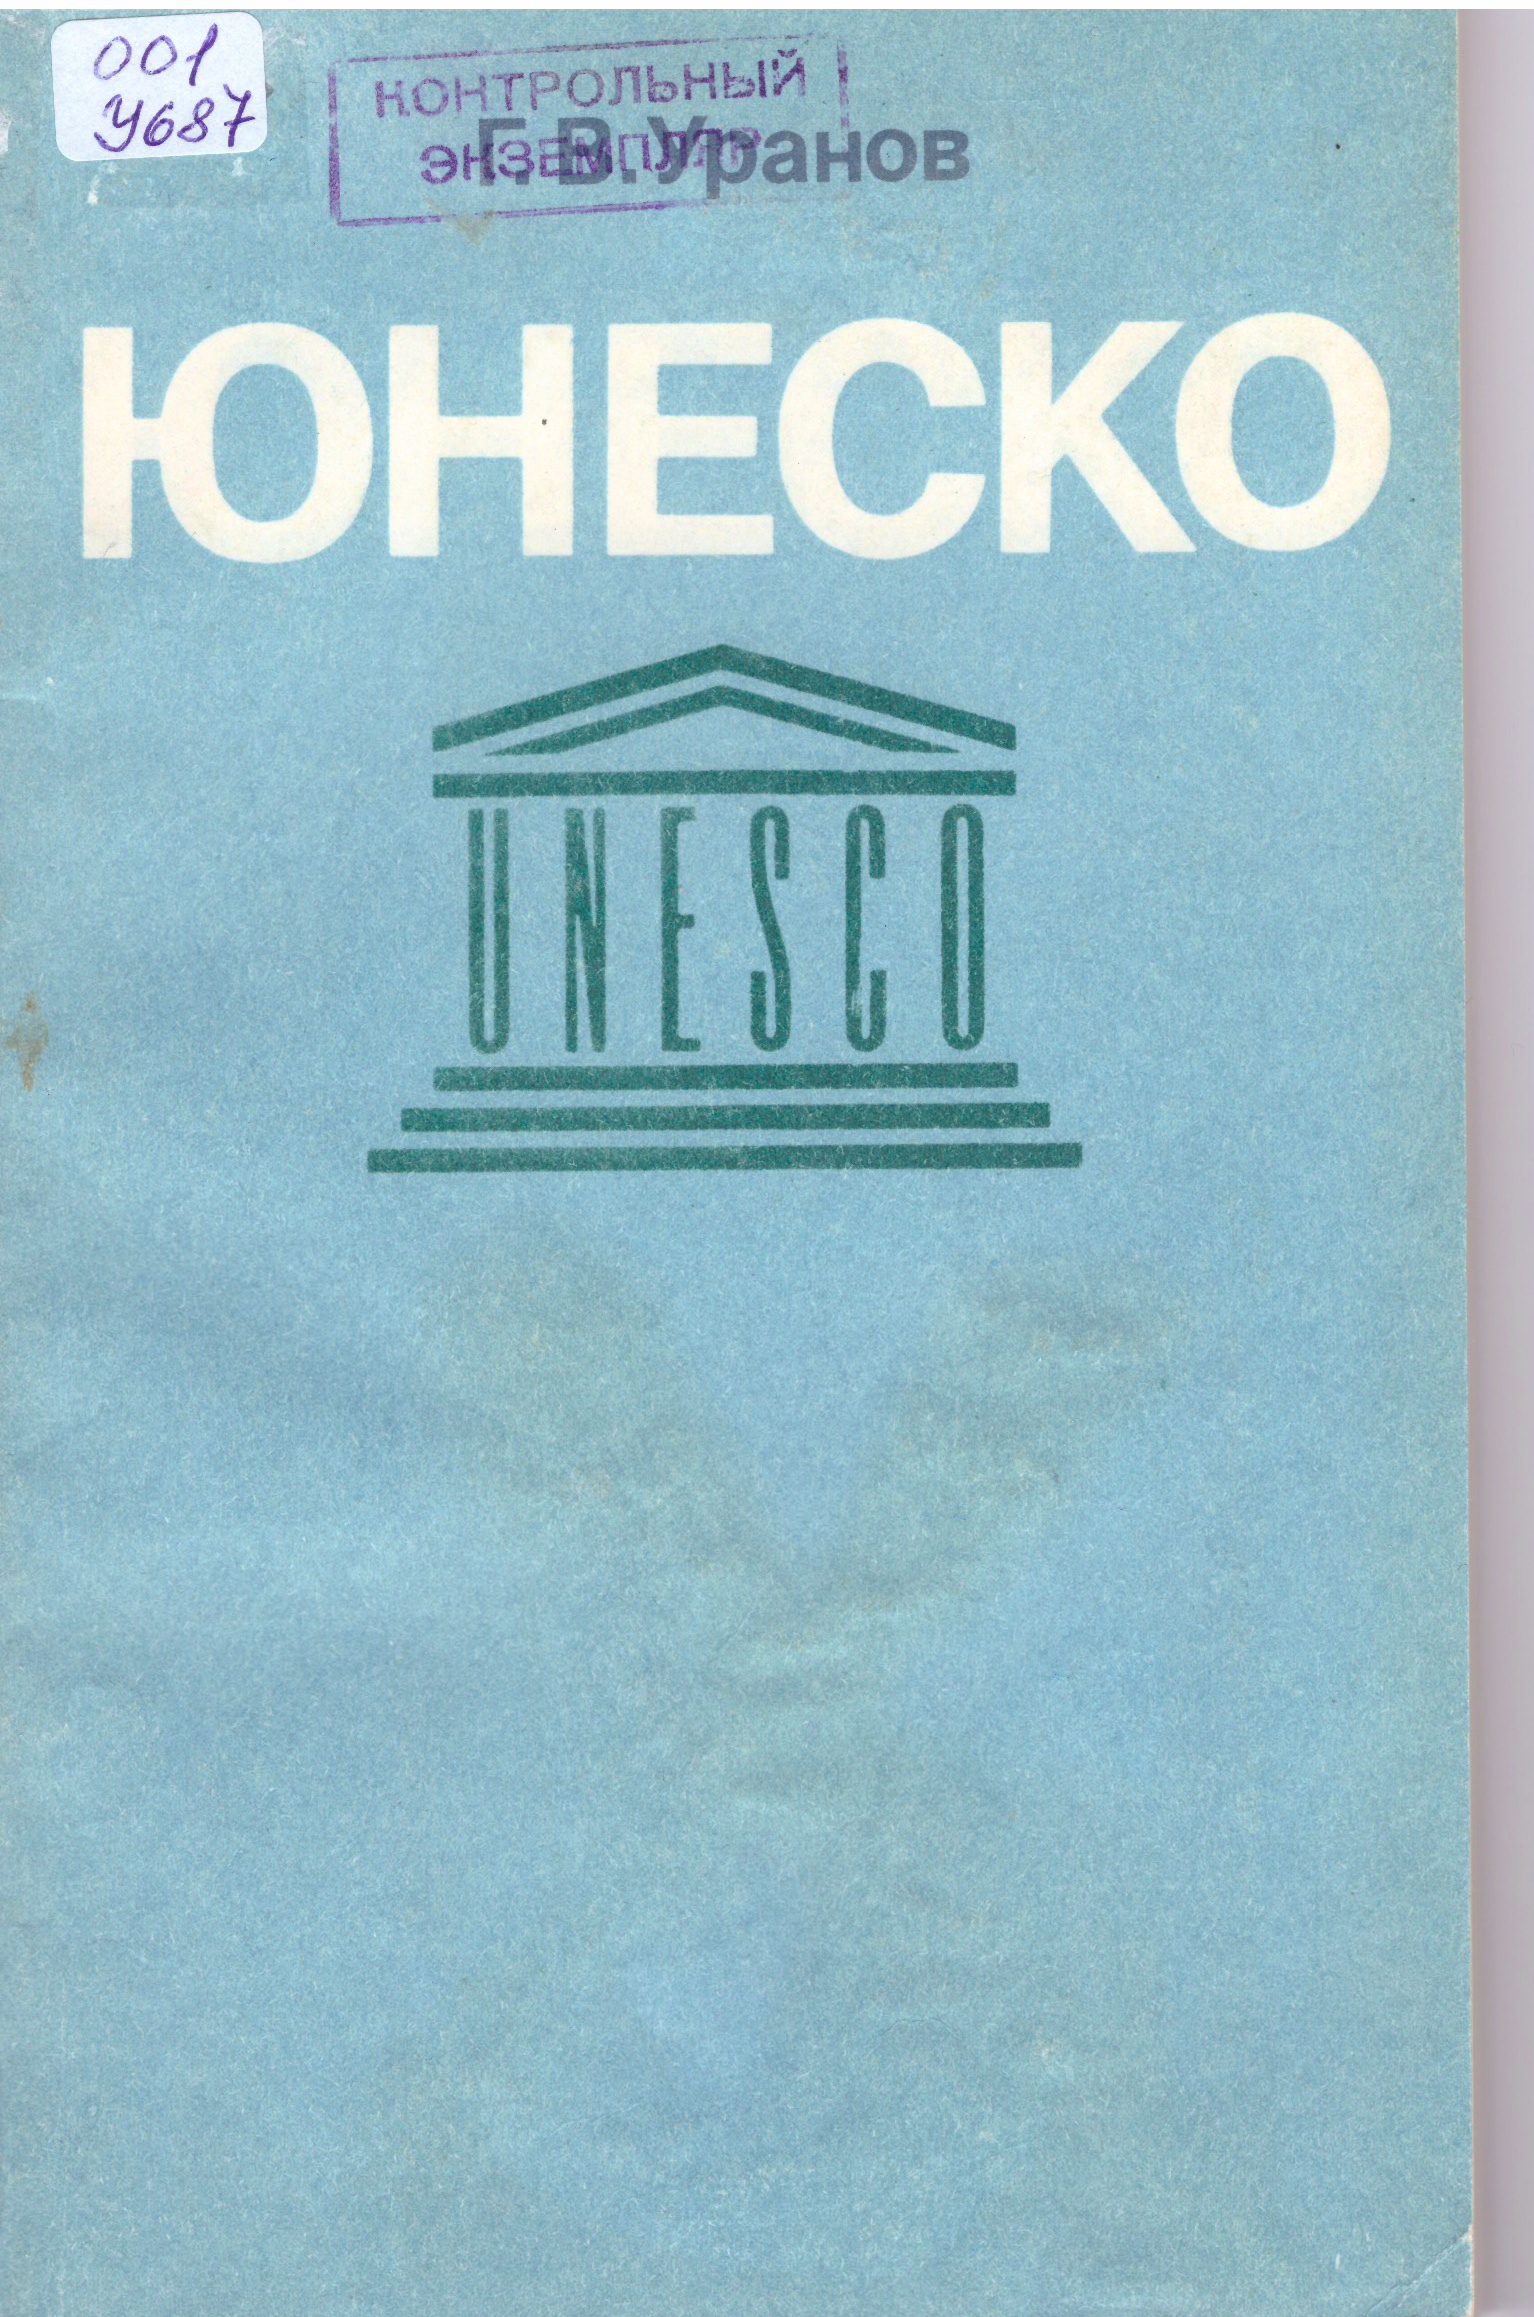 001
У687
КОНТРОЛЬНЫЙ
ЭКЗЕМПЛЯР
Г. В. Уранов
ЮНЕСКО
UNESCO